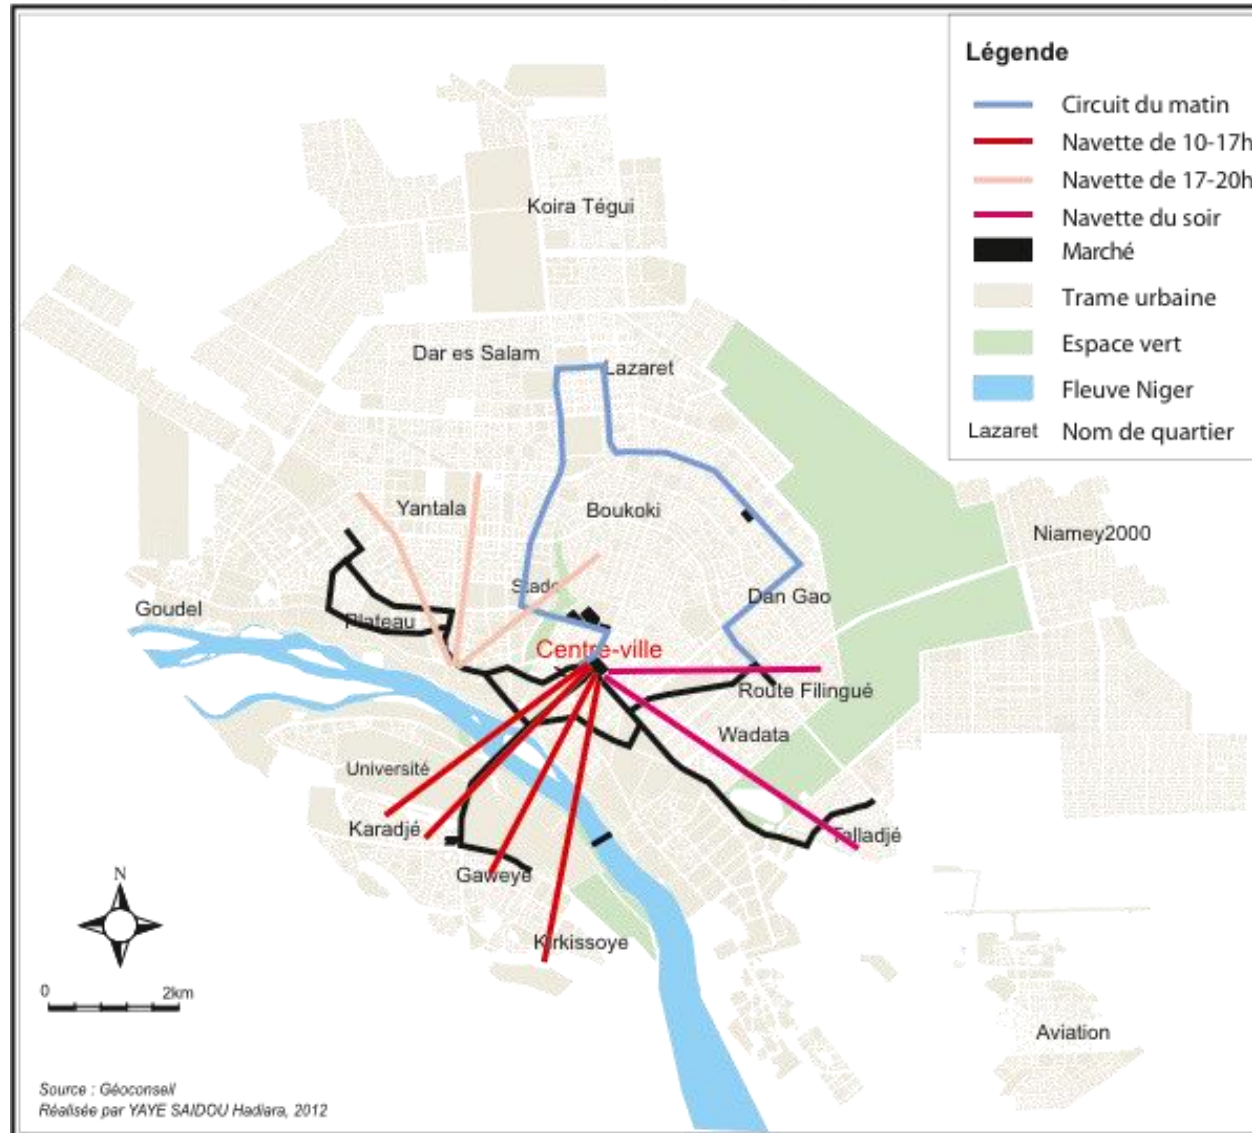 Légende
Circuit du matin
Navette de 10-17h
Navette de 17-20h
Navette du soir
Marché
Trame urbaine
Espace vert
Fleuve Niger
Lazaret Nom de quartier
Koira Tégui
Dar es Salam
Lazaret
Yantala
Boukoki
Niamey2000
Stade
Dan Gao
Goudel
Plateau
Centre-ville
Route Filingué
Wadata
Université
Karadjé
Talladjé
Gaweye
Kirkissoye
N
0 2km
Aviation
Source : Géoconseil
Réalisée par YAYE SAIDOU Hadiara, 2012